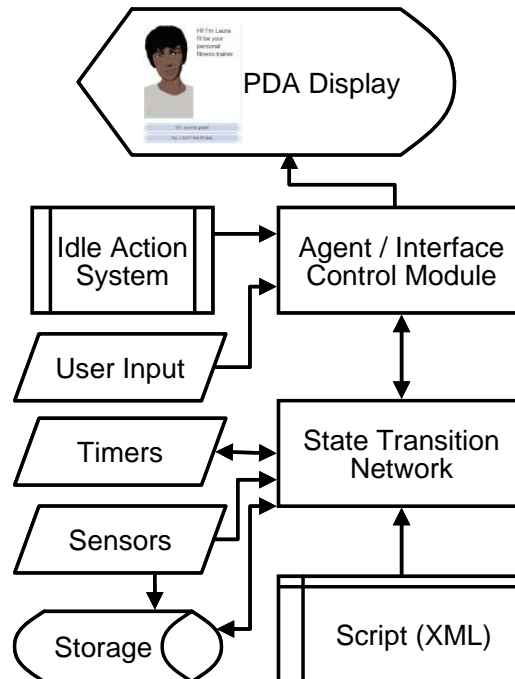 Hi! I'm Laura.
I'll be your
personal
fitness trainer
PDA Display
Idle Action
System
Agent / Interface
Control Module
User Input
Timers
State Transition
Network
Sensors
Storage
Script (XML)